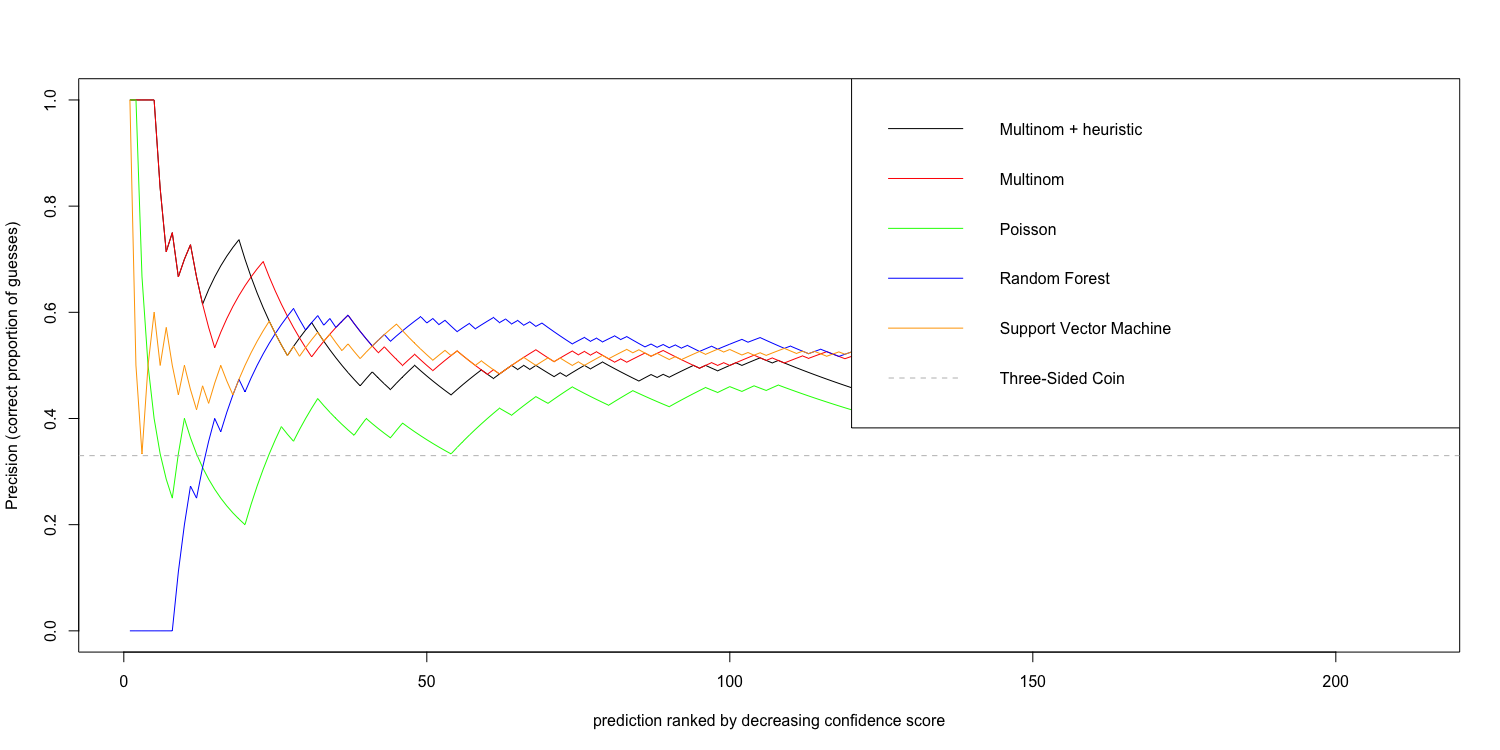 Precision (correct proportion of guesses)
1.0
0.8
0.6
0.4
0.2
0.0
Multinom + heuristic
Multinom
Poisson
Random Forest
Support Vector Machine
Three-Sided Coin
0 50 100 150 200
prediction ranked by decreasing confidence score